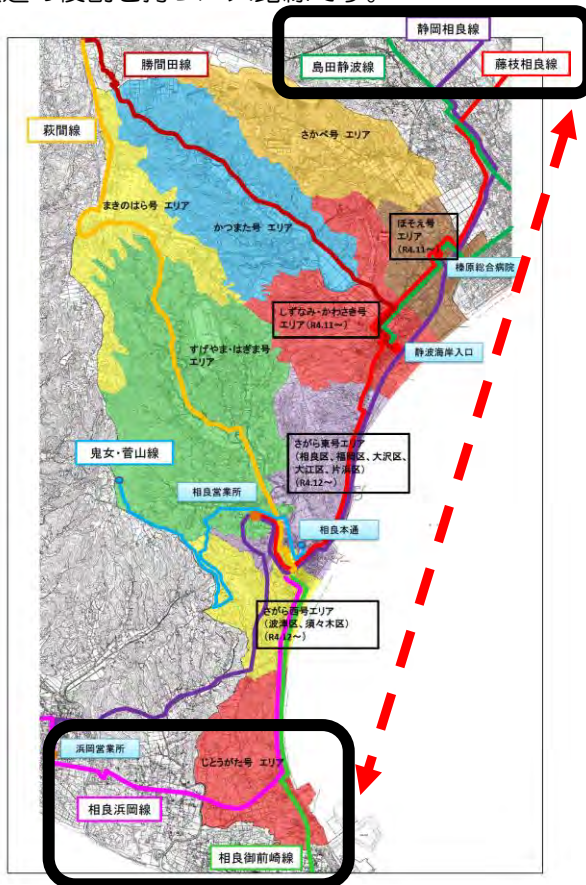 静岡相良線
勝間田線
島田静波線
藤枝相良線
萩間線
さかべ号 エリア
まきのはら号 エリア
かつまた号 エリア
ほそえ号
エリア
(R4.11~)
榛原総合病院
しずなみ・かわさき号
エリア(R4.11~)
すげやま・はぎま号
エリア
静波海岸入口
さがら東号エリア
(相良区、福岡区、大沢区、
大江区、片浜区)
(R4.12~)
鬼女・菅山線
相良営業所
相良本通
さがら西号エリア
(波津区、須々木区)
(R4.12~)
浜岡営業所
じとうがた号 エリア
相良浜岡線
相良御前崎線